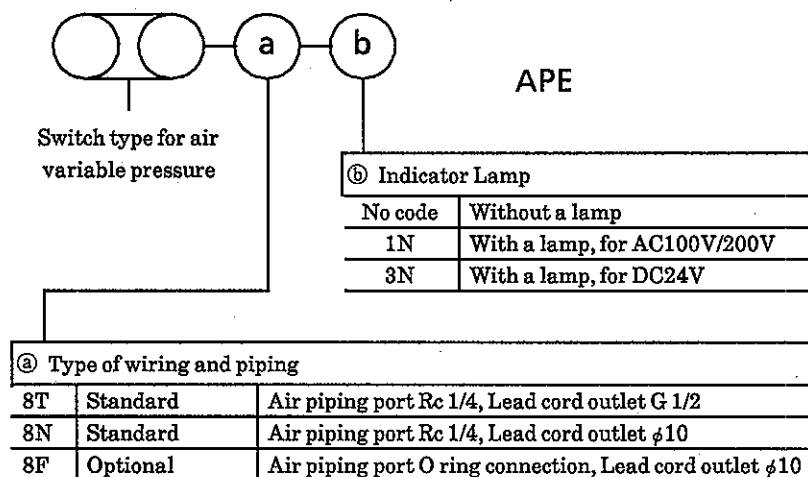 a
b
APE
Switch type for air
variable pressure
ⓑ Indicator Lamp
No code Without a lamp
1N With a lamp, for AC100V/200V
3N With a lamp, for DC24V
ⓐ Type of wiring and piping
8T Standard Air piping port Rc 1/4, Lead cord outlet G 1/2
8N Standard Air piping port Rc 1/4, Lead cord outlet ϕ10
8F Optional Air piping port O ring connection, Lead cord outlet ϕ10